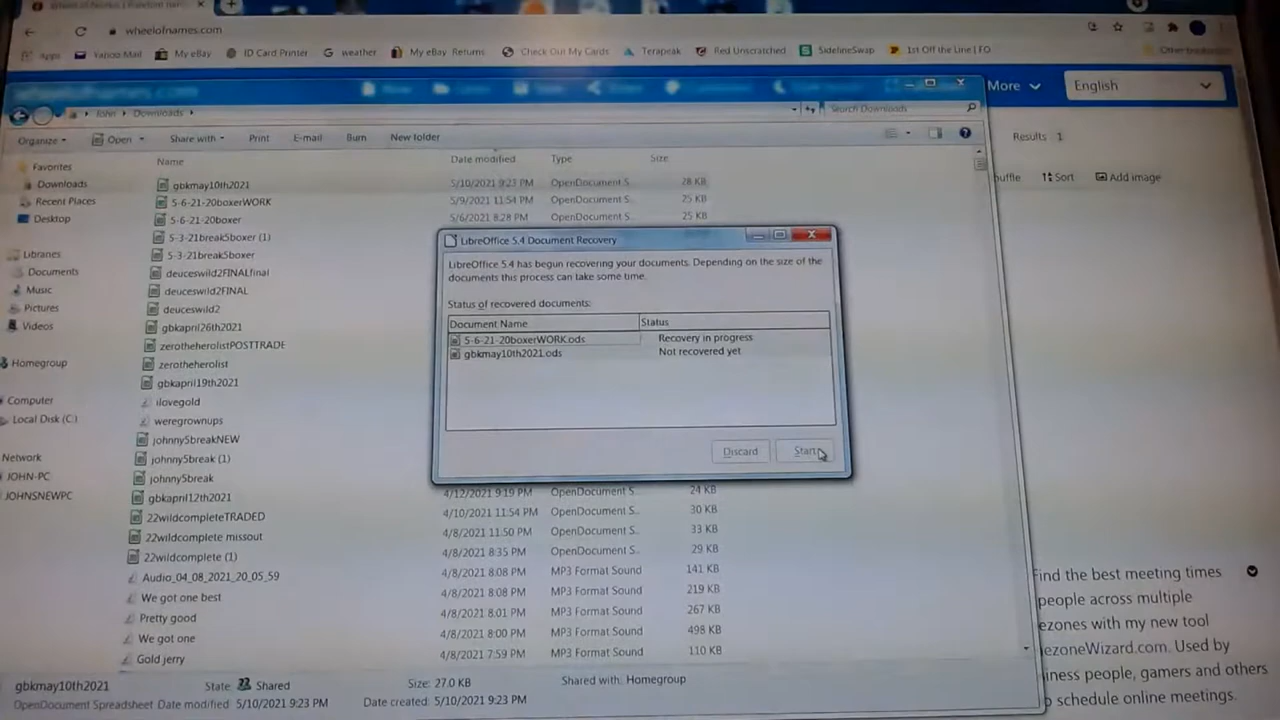 wheelofnames.com
Apps Yahoo Mail My eBay ID Card Printer weather My eBay Returns Check Out My Cards Terapeak Red Unscratched SidelineSwap 1st Off the Line | FO
More English
John Downloads Search Downloads
Organize Open Share with Print E-mail Burn New folder
Results 1
Name Date modified Type Size
Sort Add image
Favorites
Downloads
Recent Places
Desktop
Libraries
Documents
Music
Pictures
Videos
Homegroup
Computer
Local Disk (C:)
Network
JOHN-PC
JOHNSNEWPC
gbkmay10th2021 5/10/2021 9:23 PM OpenDocument S... 28 KB
5-6-21-20boxerWORK 5/9/2021 11:54 PM OpenDocument S... 25 KB
5-6-21-20boxer 5/6/2021 8:28 PM OpenDocument S... 25 KB
5-3-21break5boxer (1)
5-3-21break5boxer
deuceswild2FINALfinal
deuceswild2FINAL
deuceswild2
gbkapril26th2021
zerotheherolistPOSTTRADE
zerotheherolist
gbkapril19th2021
ilovegold
weregrownups
johnny5breakNEW
johnny5break (1)
johnny5break
gbkapril12th2021 4/12/2021 9:19 PM OpenDocument S... 24 KB
22wildcompleteTRADED 4/10/2021 11:54 PM OpenDocument S... 30 KB
22wildcomplete missout 4/8/2021 11:50 PM OpenDocument S... 33 KB
22wildcomplete (1) 4/8/2021 8:35 PM OpenDocument S... 29 KB
Audio_04_08_2021_20_05_59 4/8/2021 8:08 PM MP3 Format Sound 141 KB
We got one best 4/8/2021 8:08 PM MP3 Format Sound 219 KB
Pretty good 4/8/2021 8:01 PM MP3 Format Sound 267 KB
We got one 4/8/2021 8:00 PM MP3 Format Sound 498 KB
Gold jerry 4/8/2021 7:59 PM MP3 Format Sound 110 KB
LibreOffice 5.4 Document Recovery
LibreOffice 5.4 has begun recovering your documents. Depending on the size of the
documents this process can take some time.
Status of recovered documents:
Document Name Status
5-6-21-20boxerWORK.ods Recovery in progress
gbkmay10th2021.ods Not recovered yet
Discard Start
Find the best meeting times
people across multiple
ezones with my new tool
ezoneWizard.com. Used by
iness people, gamers and others
o schedule online meetings.
gbkmay10th2021 State: Shared Size: 27.0 KB Shared with: Homegroup
OpenDocument Spreadsheet Date modified: 5/10/2021 9:23 PM Date created: 5/10/2021 9:23 PM